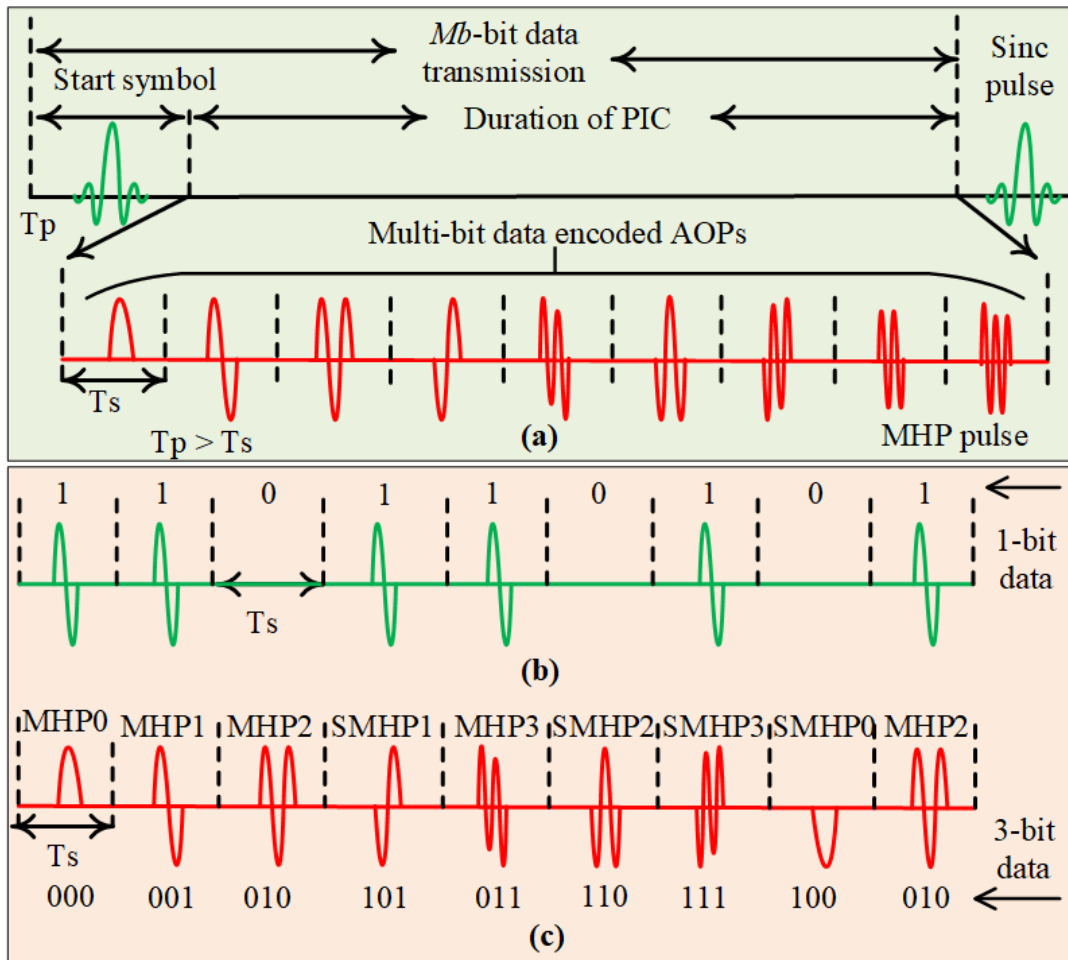 Mb-bit data
transmission
Sinc
pulse
Start symbol
Duration of PIC
Tp
Multi-bit data encoded AOPs
Ts
Tp > Ts
(a)
MHP pulse
1 1 0 1 1 0 1 0 1
1-bit
data
Ts
(b)
MHP0 MHP1 MHP2 SMHP1 MHP3 SMHP2 SMHP3 SMHP0 MHP2
Ts
3-bit
data
000 001 010 101 011 110 111 100 010
(c)